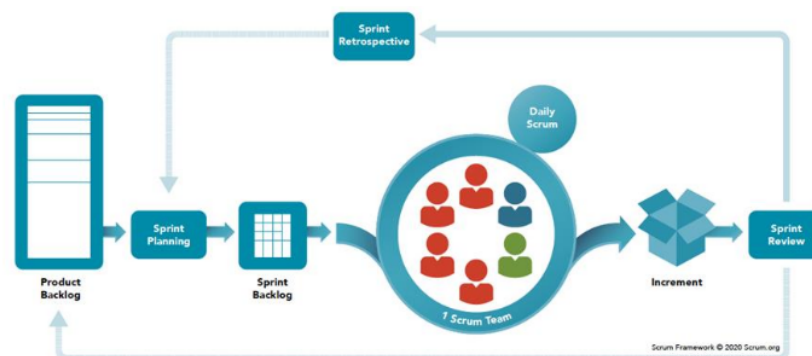 Sprint
Retrospective
Daily
Scrum
Sprint
Planning
Sprint
Review
Product
Backlog
Sprint
Backlog
1 Scrum Team
Increment
Scrum Framework © 2020 Scrum.org